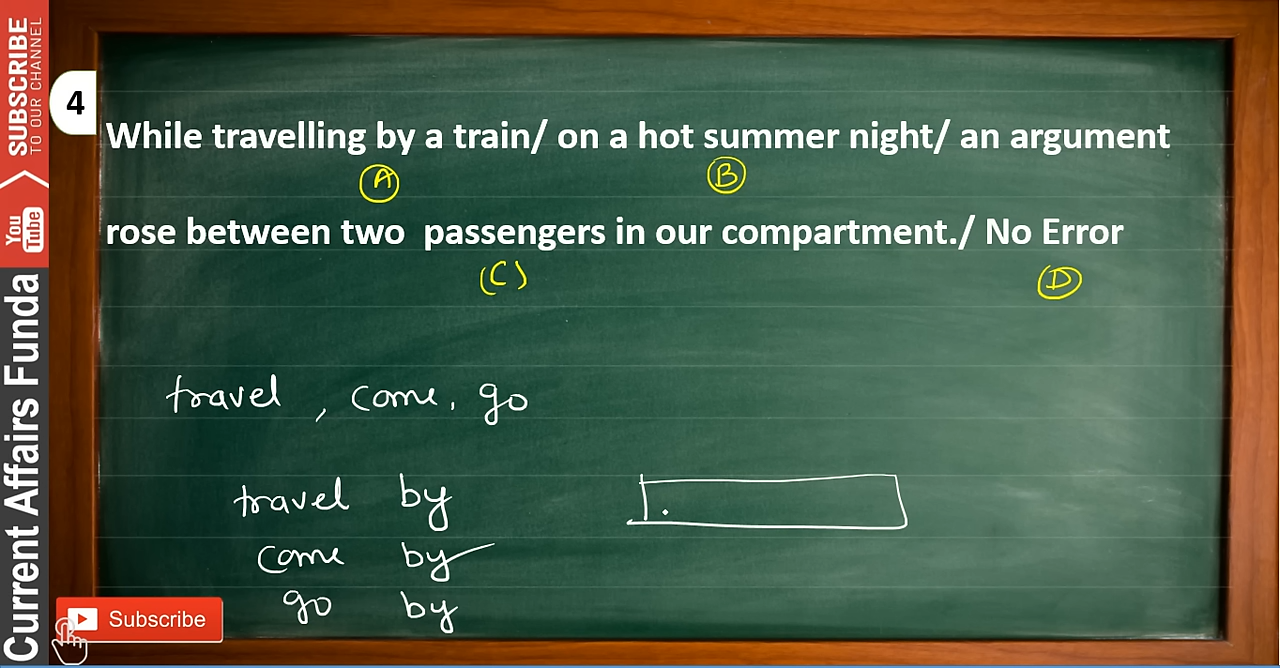 SUBSCRIBE
TO OUR CHANNEL
You
Tube
Current Affairs Funda
4
While travelling by a train/ on a hot summer night/ an argument
A B
rose between two passengers in our compartment./ No Error
(C) D
travel , come, go
travel by
come by
go by
Subscribe